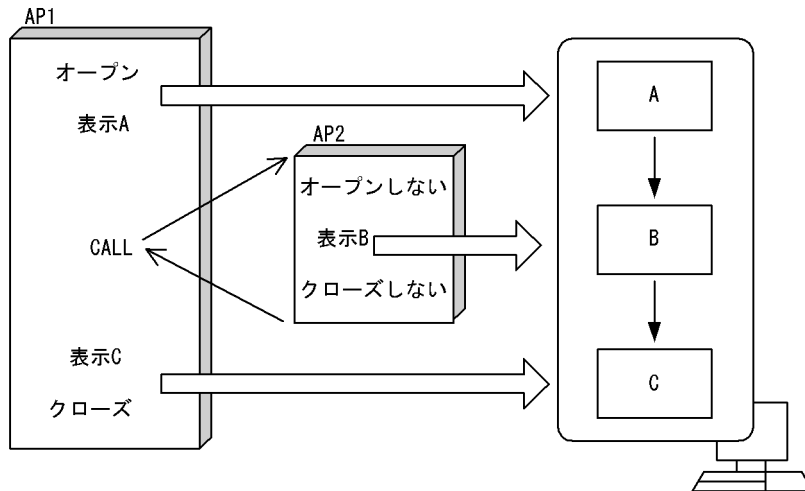 AP1
オープン
表示A
CALL
表示C
クローズ
AP2
オープンしない
表示B
クローズしない
A
B
C